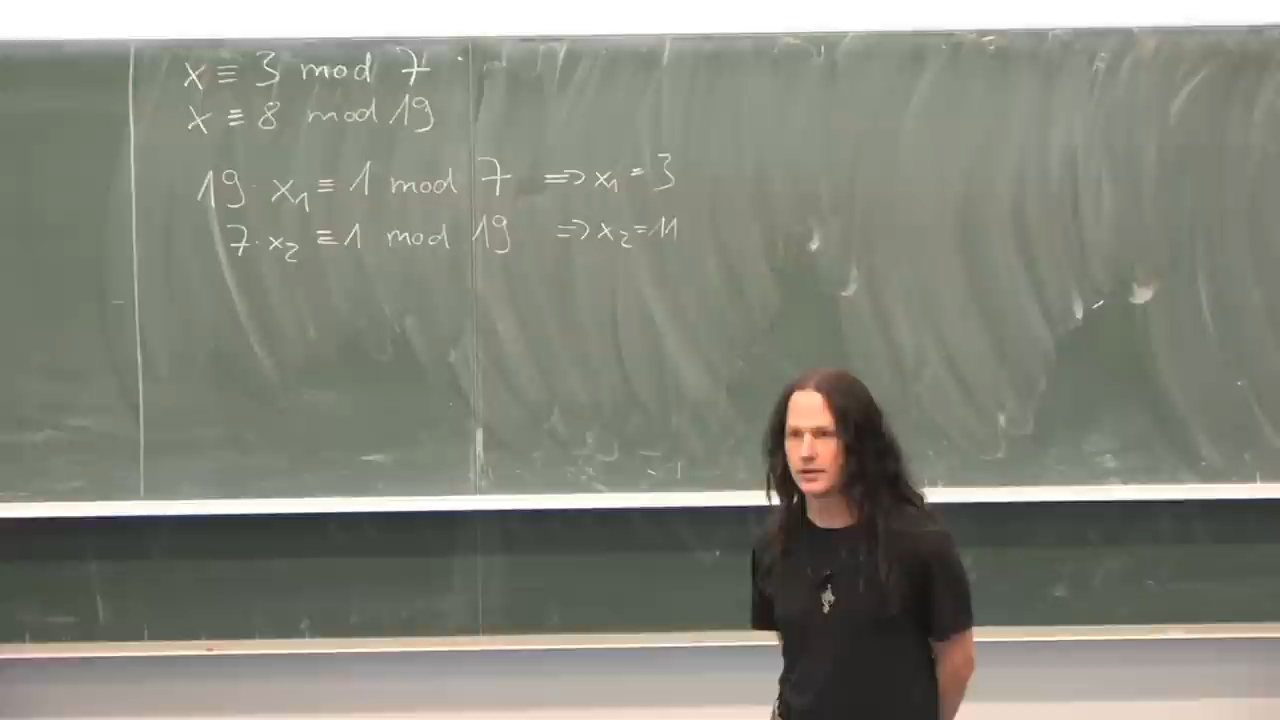 x ≡ 3 mod 7
x ≡ 8 mod 19
19 · x₁ ≡ 1 mod 7 => x₁ = 3
7 · x₂ ≡ 1 mod 19 => x₂ = 11